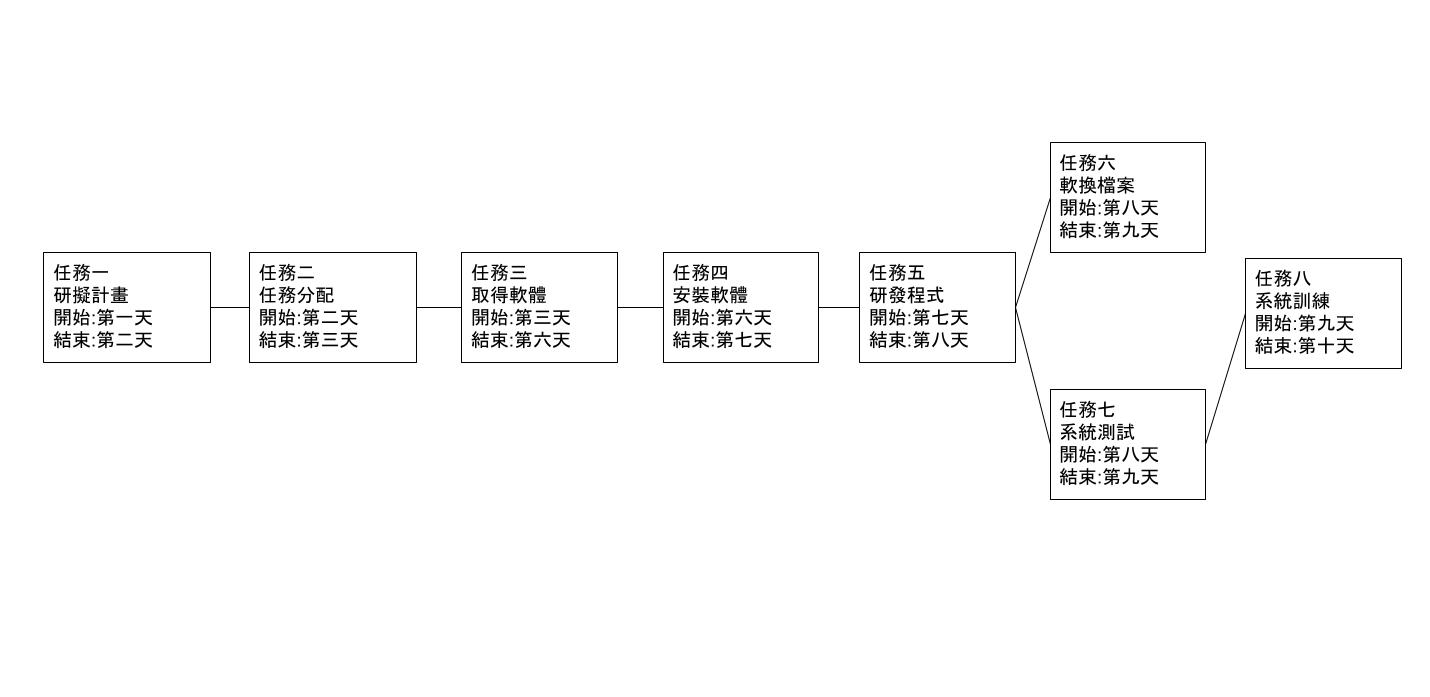 任務一
研擬計畫
開始:第一天
結束:第二天
任務二
任務分配
開始:第二天
結束:第三天
任務三
取得軟體
開始:第三天
結束:第六天
任務四
安裝軟體
開始:第六天
結束:第七天
任務五
研發程式
開始:第七天
結束:第八天
任務六
軟換檔案
開始:第八天
結束:第九天
任務七
系統測試
開始:第八天
結束:第九天
任務八
系統訓練
開始:第九天
結束:第十天